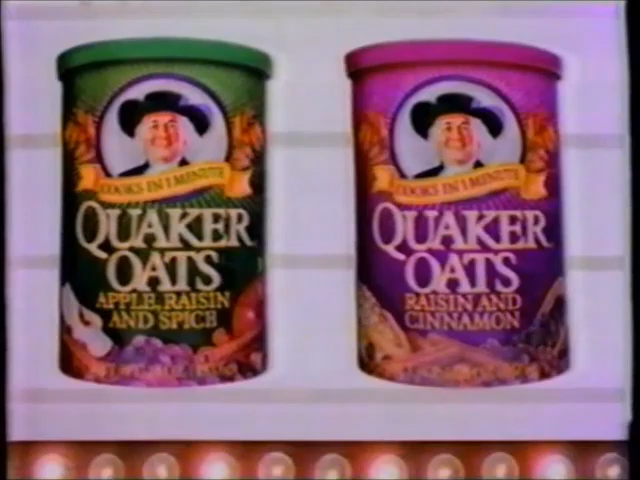 COOKS IN 1 MINUTE
QUAKER
OATS
APPLE, RAISIN
AND SPICE
COOKS IN 1 MINUTE
QUAKER
OATS
RAISIN AND
CINNAMON